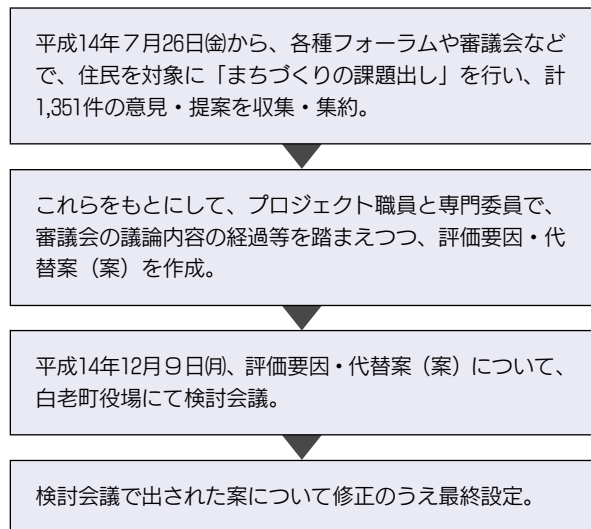 平成14年7月26日㈮から、各種フォーラムや審議会など
で、住民を対象に「まちづくりの課題出し」を行い、計
1,351件の意見・提案を収集・集約。
これらをもとにして、プロジェクト職員と専門委員で、
審議会の議論内容の経過等を踏まえつつ、評価要因・代
替案（案）を作成。
平成14年12月9日㈪、評価要因・代替案（案）について、
白老町役場にて検討会議。
検討会議で出された案について修正のうえ最終設定。